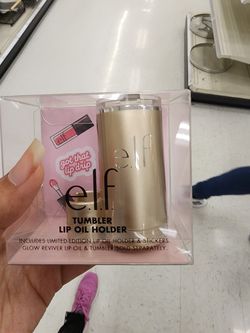 got that
lip drip
e.l.f
e.l.f
TUMBLER
LIP OIL HOLDER
INCLUDES LIMITED-EDITION LIP OIL HOLDER & STICKERS.
GLOW REVIVER LIP OIL & TUMBLER SOLD SEPARATELY.